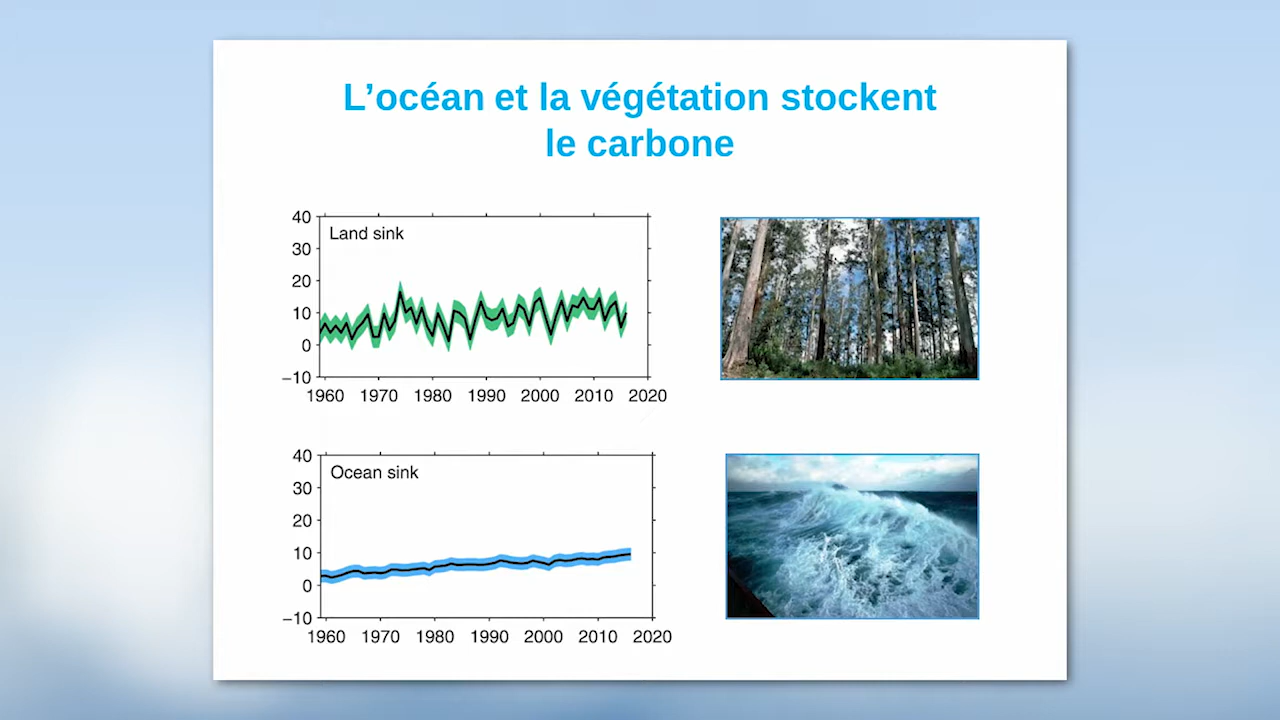 L’océan et la végétation stockent
le carbone
40
Land sink
30
20
10
0
−10
1960 1970 1980 1990 2000 2010 2020
40
Ocean sink
30
20
10
0
−10
1960 1970 1980 1990 2000 2010 2020